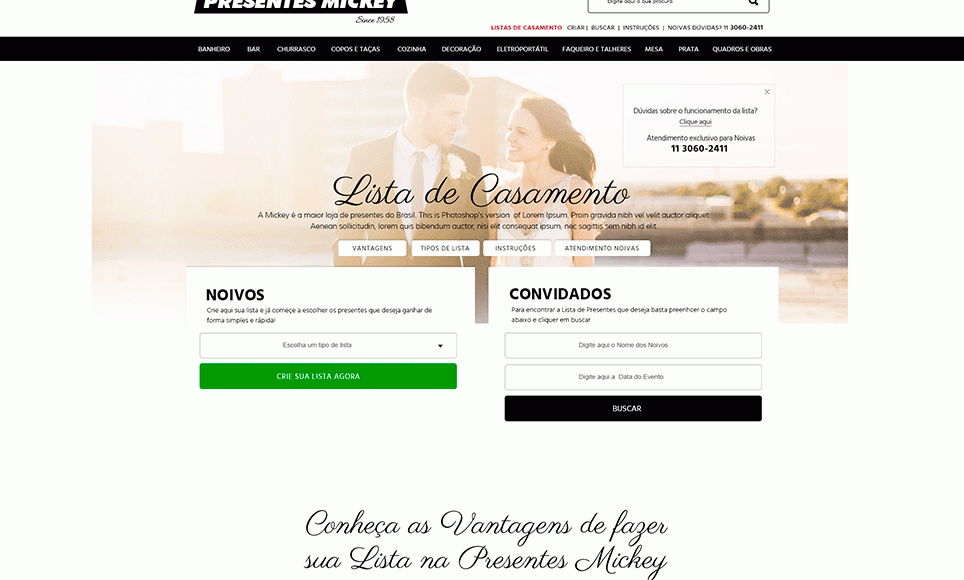 PRESENTES MICKEY
Since 1958
Digite aqui o que procuro
LISTAS DE CASAMENTO CRIAR | BUSCAR | INSTRUÇÕES | NOIVAS DÚVIDAS? 11 3060-2411
BANHEIRO BAR CHURRASCO COPOS E TAÇAS COZINHA DECORAÇÃO ELETROPORTÁTIL FAQUEIRO E TALHERES MESA PRATA QUADROS E OBRAS
Dúvidas sobre o funcionamento da lista?
Clique aqui
Atendimento exclusivo para Noivas
11 3060-2411
Lista de Casamento
A Mickey é a maior loja de presentes do Brasil. This is Photoshop's version of Lorem Ipsum. Proin gravida nibh vel velit auctor aliquet.
Aenean sollicitudin, lorem quis bibendum auctor, nisi elit consequat ipsum, nec sagittis sem nibh id elit.
VANTAGENS TIPOS DE LISTA INSTRUÇÕES ATENDIMENTO NOIVAS
NOIVOS
Crie aqui sua lista e já começe a escolher os presentes que deseja ganhar de
forma simples e rápida!
Escolha um tipo de lista
CRIE SUA LISTA AGORA
CONVIDADOS
Para encontrar a Lista de Presentes que deseja basta preenhcer o campo
abaixo e cliquer em buscar
Digite aqui o Nome dos Noivos
Digite aqui a Data do Evento
BUSCAR
Conheça as Vantagens de fazer
sua Lista na Presentes Mickey